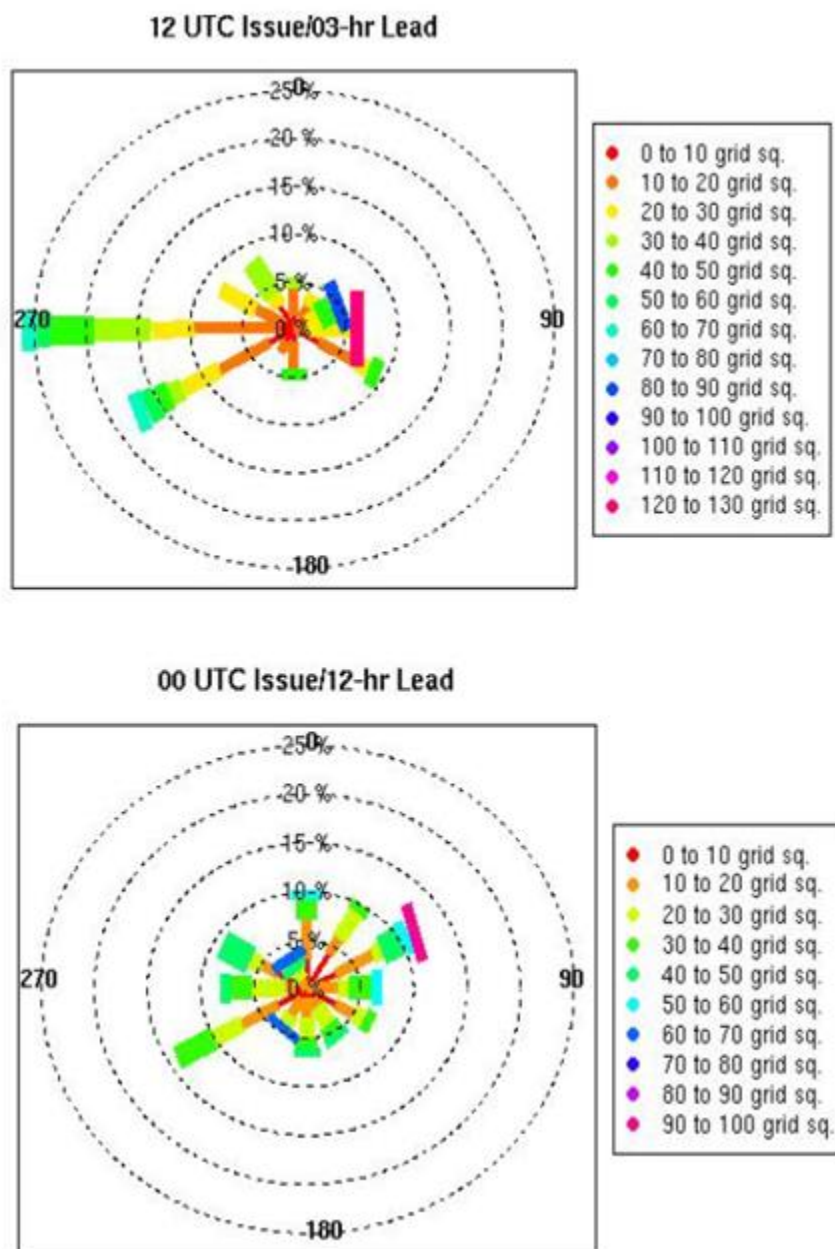 12 UTC Issue/03-hr Lead
0
25 %
20 %
15 %
10 %
5 %
0 %
270
90
180
0 to 10 grid sq.
10 to 20 grid sq.
20 to 30 grid sq.
30 to 40 grid sq.
40 to 50 grid sq.
50 to 60 grid sq.
60 to 70 grid sq.
70 to 80 grid sq.
80 to 90 grid sq.
90 to 100 grid sq.
100 to 110 grid sq.
110 to 120 grid sq.
120 to 130 grid sq.
00 UTC Issue/12-hr Lead
0
25 %
20 %
15 %
10 %
5 %
0 %
270
90
180
0 to 10 grid sq.
10 to 20 grid sq.
20 to 30 grid sq.
30 to 40 grid sq.
40 to 50 grid sq.
50 to 60 grid sq.
60 to 70 grid sq.
70 to 80 grid sq.
80 to 90 grid sq.
90 to 100 grid sq.